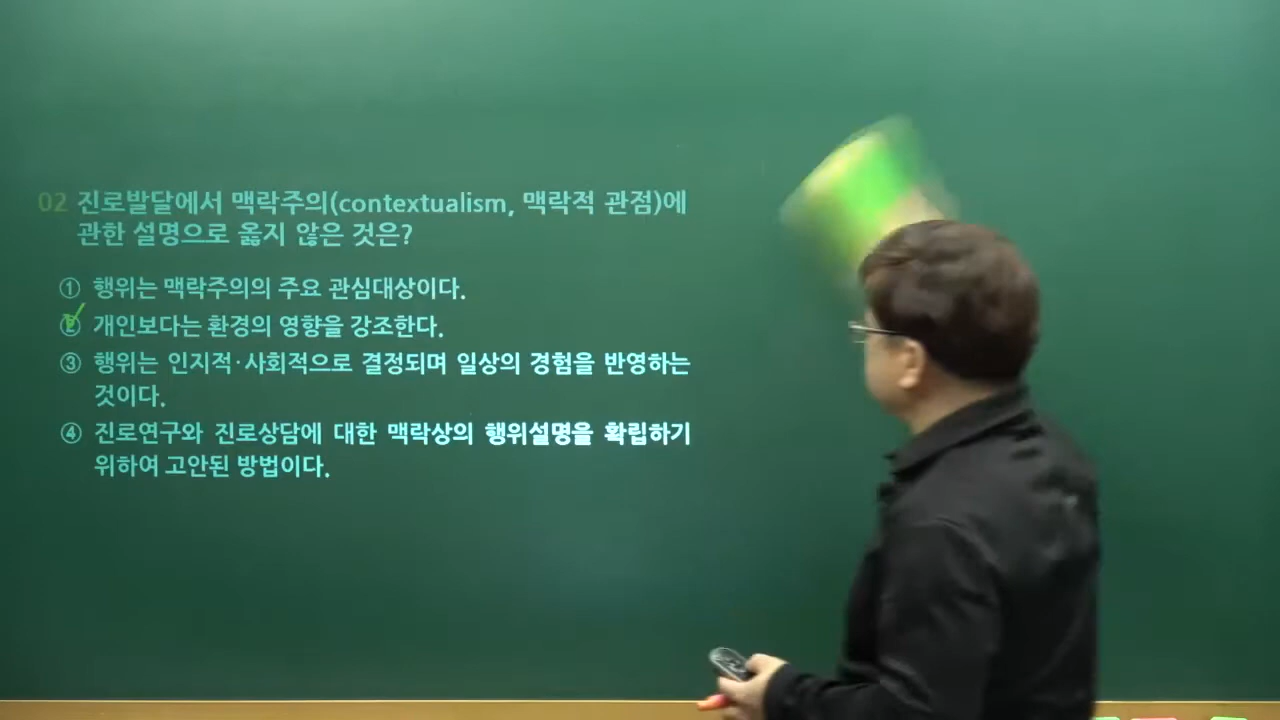 02 진로발달에서 맥락주의(contextualism, 맥락적 관점)에
관한 설명으로 옳지 않은 것은?
① 행위는 맥락주의의 주요 관심대상이다.
② 개인보다는 환경의 영향을 강조한다.
③ 행위는 인지적·사회적으로 결정되며 일상의 경험을 반영하는
것이다.
④ 진로연구와 진로상담에 대한 맥락상의 행위설명을 확립하기
위하여 고안된 방법이다.